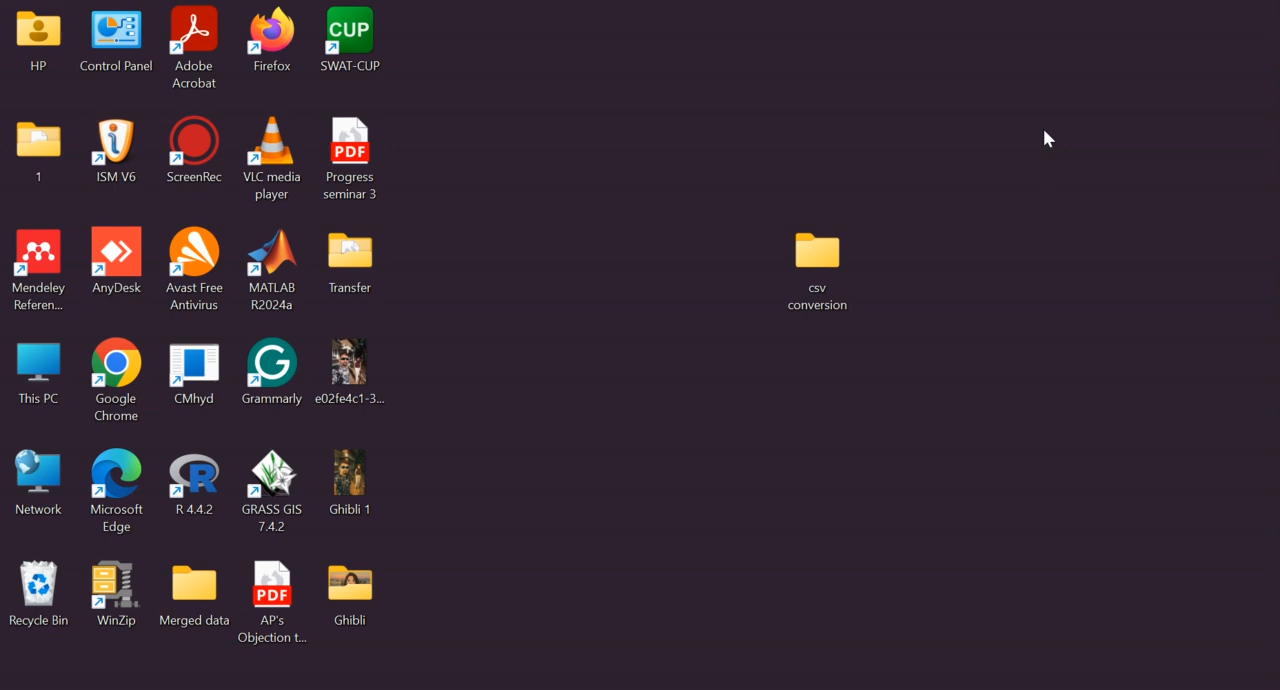 HP
Control Panel
Adobe
Acrobat
Firefox
CUP
SWAT-CUP
1
ISM V6
ScreenRec
VLC media
player
PDF
Progress
seminar 3
Mendeley
Referen...
AnyDesk
Avast Free
Antivirus
MATLAB
R2024a
Transfer
csv
conversion
This PC
Google
Chrome
CMhyd
G
Grammarly
e02fe4c1-3...
Network
Microsoft
Edge
R
R 4.4.2
GRASS GIS
7.4.2
Ghibli 1
Recycle Bin
WinZip
Merged data
PDF
AP's
Objection t...
Ghibli